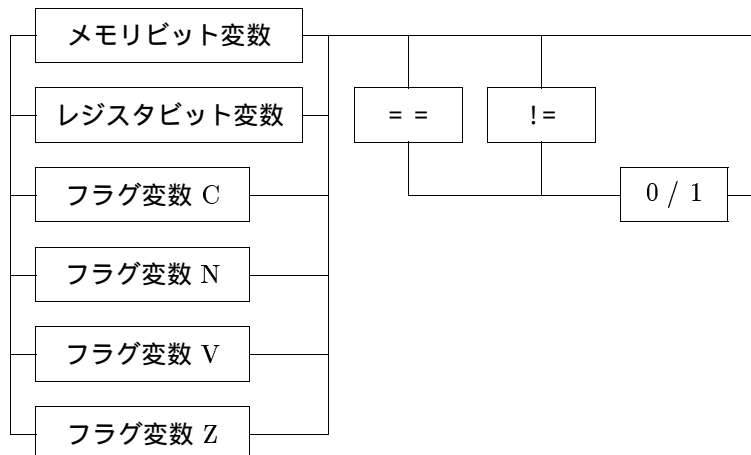 メモリビット変数
レジスタビット変数
= =
!=
フラグ変数 C
0 / 1
フラグ変数 N
フラグ変数 V
フラグ変数 Z